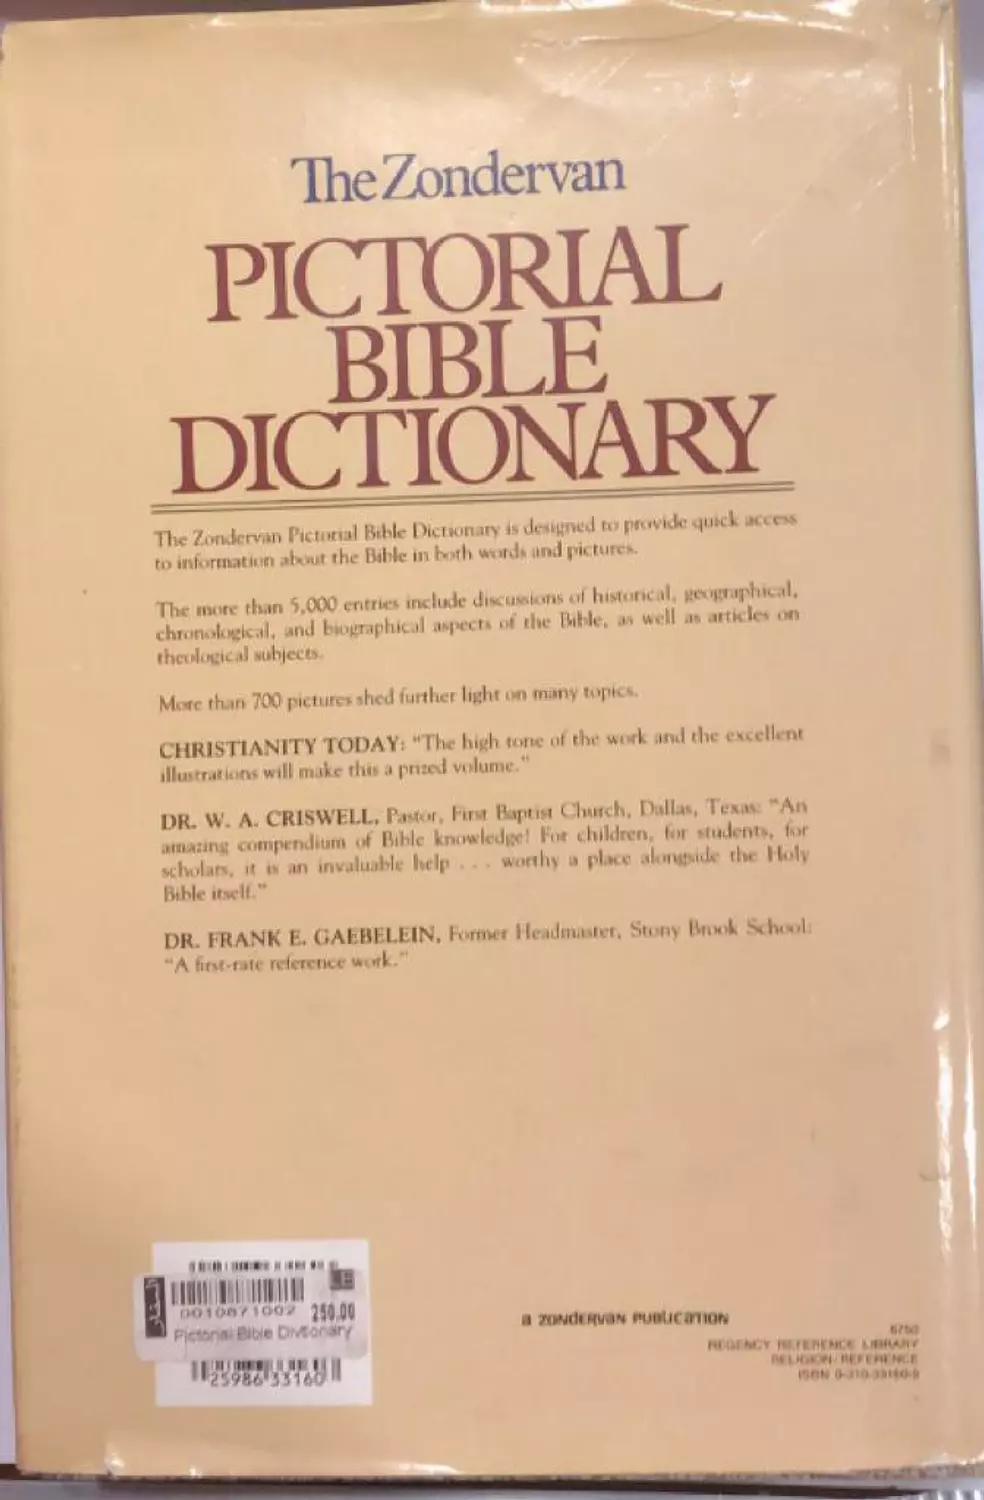 The Zondervan
PICTORIAL
BIBLE
DICTIONARY
The Zondervan Pictorial Bible Dictionary is designed to provide quick access
to information about the Bible in both words and pictures.
The more than 5,000 entries include discussions of historical, geographical,
chronological, and biographical aspects of the Bible, as well as articles on
theological subjects.
More than 700 pictures shed further light on many topics.
CHRISTIANITY TODAY: "The high tone of the work and the excellent
illustrations will make this a prized volume."
DR. W. A. CRISWELL, Pastor, First Baptist Church, Dallas, Texas: "An
amazing compendium of Bible knowledge! For children, for students, for
scholars, it is an invaluable help . . . worthy a place alongside the Holy
Bible itself."
DR. FRANK E. GAEBELEIN, Former Headmaster, Stony Brook School:
"A first-rate reference work."
0010871002 250.00
Pictorial Bible Dictionary
25986 33160
a ZONDERVAN PUBLICATION
6750
REGENCY REFERENCE LIBRARY
RELIGION/REFERENCE
ISBN 0-310-33160-9